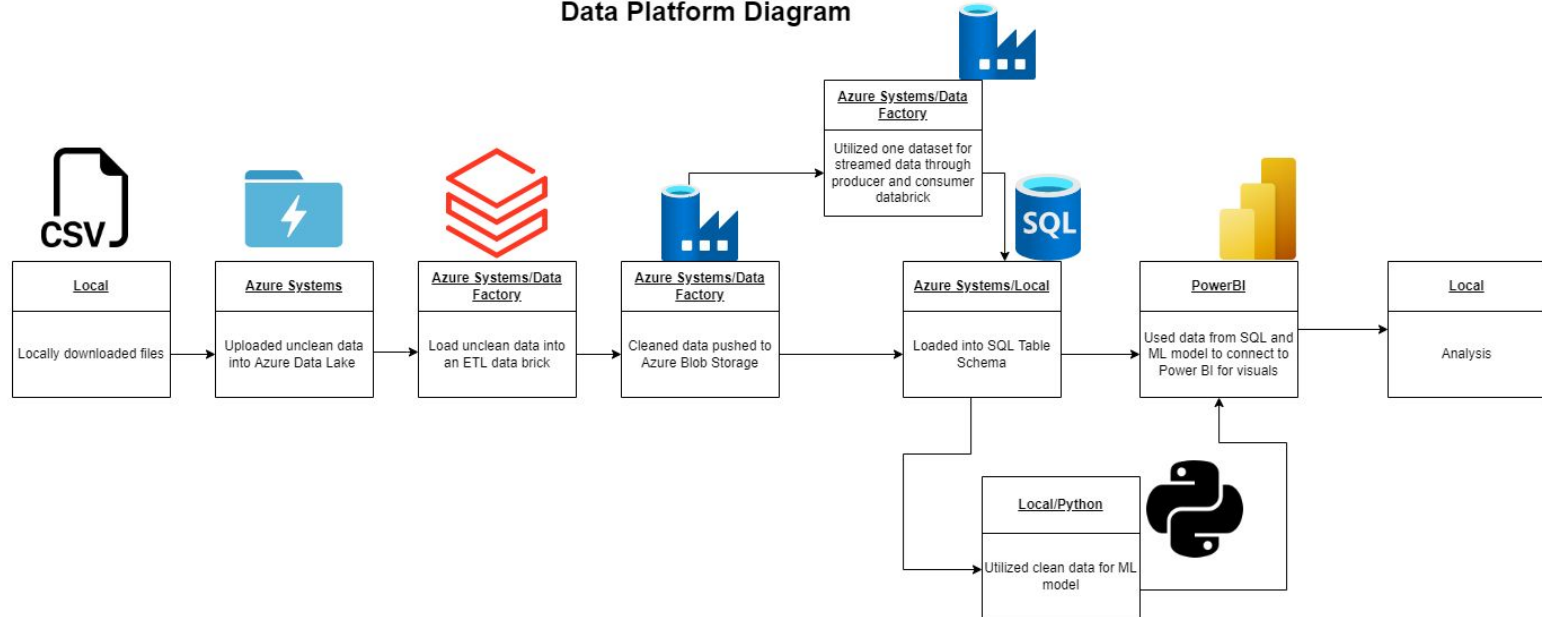 Data Platform Diagram
Azure Systems/Data
Factory
Utilized one dataset for
streamed data through
producer and consumer
databrick
CSV
SQL
Local
Locally downloaded files
Azure Systems
Uploaded unclean data
into Azure Data Lake
Azure Systems/Data
Factory
Load unclean data into
an ETL data brick
Azure Systems/Data
Factory
Cleaned data pushed to
Azure Blob Storage
Azure Systems/Local
Loaded into SQL Table
Schema
PowerBI
Used data from SQL and
ML model to connect to
Power BI for visuals
Local
Analysis
Local/Python
Utilized clean data for ML
model